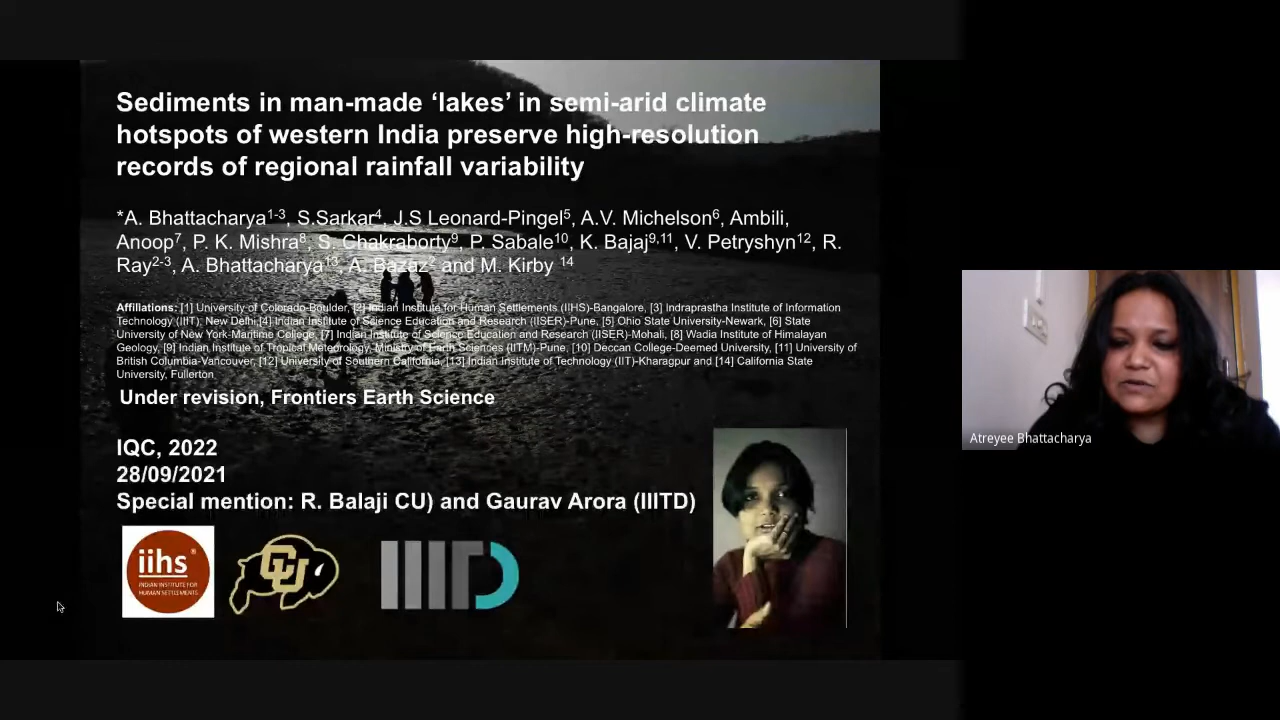 Sediments in man-made ‘lakes’ in semi-arid climate
hotspots of western India preserve high-resolution
records of regional rainfall variability
*A. Bhattacharya1-3, S.Sarkar4, J.S Leonard-Pingel5, A.V. Michelson6, Ambili,
Anoop7, P. K. Mishra8, S. Chakraborty9, P. Sabale10, K. Bajaj9,11, V. Petryshyn12, R.
Ray2-3, A. Bhattacharya13, A. Bazaz2 and M. Kirby 14
Affiliations: [1] University of Colorado-Boulder, [2] Indian Institute for Human Settlements (IIHS)-Bangalore, [3] Indraprastha Institute of Information
Technology (IIT), New Delhi,[4] Indian Institute of Science Education and Research (IISER)-Pune, [5] Ohio State University-Newark, [6] State
University of New York-Maritime College, [7] Indian Institute of Science Education and Research (IISER)-Mohali, [8] Wadia Institute of Himalayan
Geology, [9] Indian Institute of Tropical Meteorology, Ministry of Earth Sciences (IITM)-Pune, [10] Deccan College-Deemed University, [11] University of
British Columbia-Vancouver, [12] University of Southern California, [13] Indian Institute of Technology (IIT)-Kharagpur and [14] California State
University, Fullerton
Under revision, Frontiers Earth Science
IQC, 2022
28/09/2021
Special mention: R. Balaji CU) and Gaurav Arora (IIITD)
iihs®
INDIAN INSTITUTE FOR
HUMAN SETTLEMENTS
CU
IIITD
Atreyee Bhattacharya